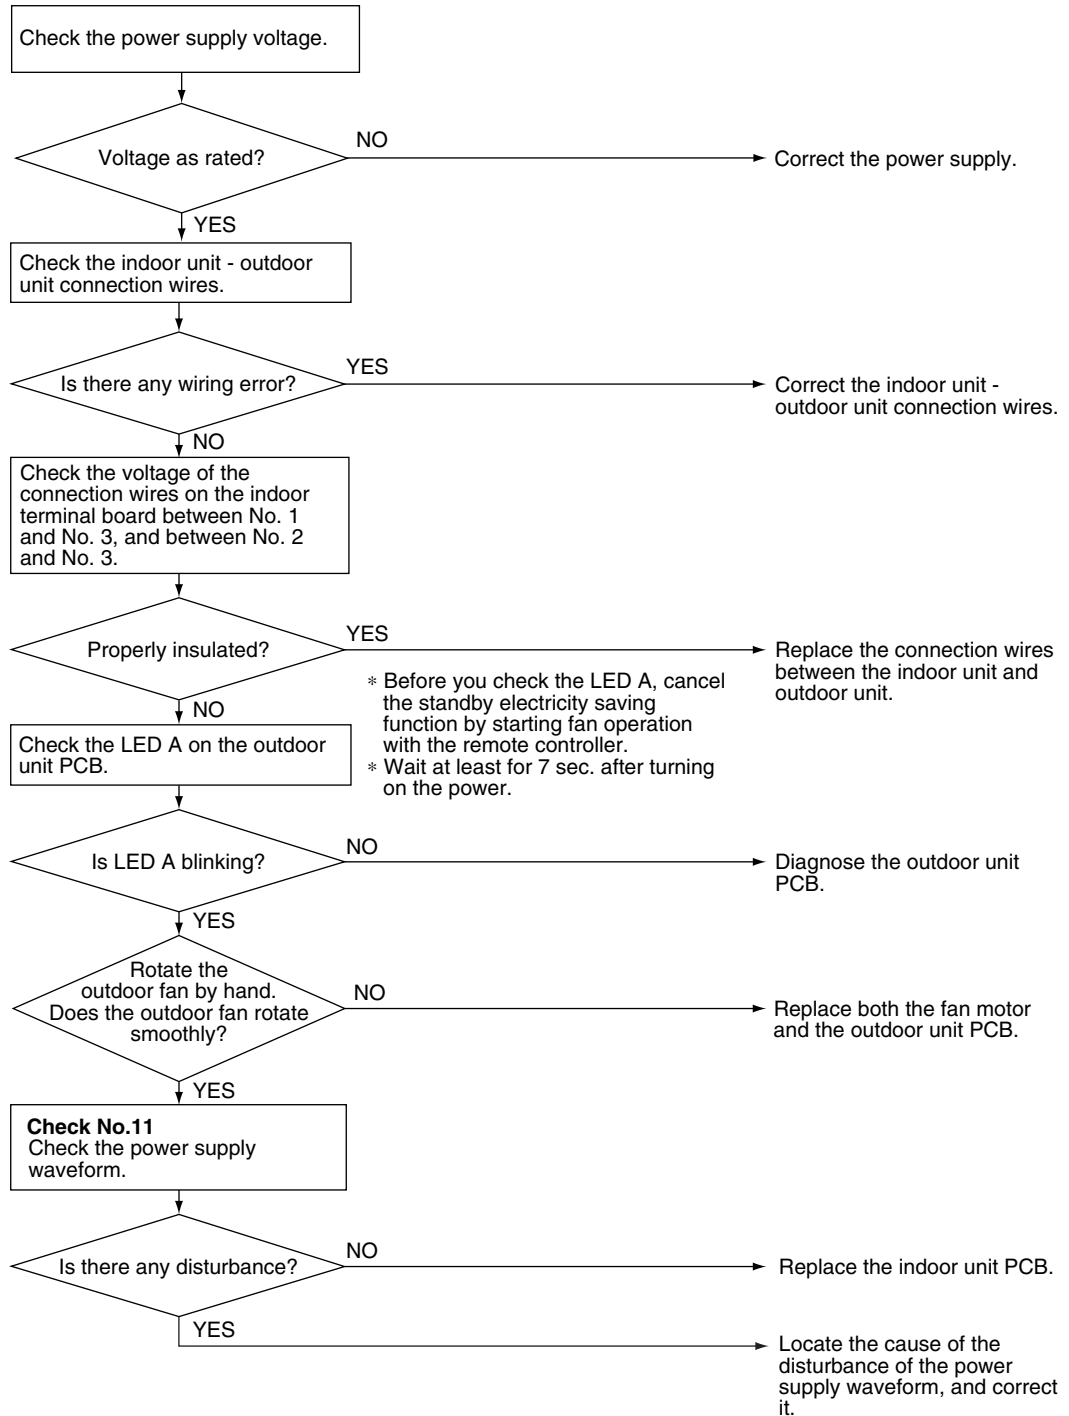 Check the power supply voltage.
Voltage as rated?
NO
Correct the power supply.
YES
Check the indoor unit - outdoor
unit connection wires.
Is there any wiring error?
YES
Correct the indoor unit -
outdoor unit connection wires.
NO
Check the voltage of the
connection wires on the indoor
terminal board between No. 1
and No. 3, and between No. 2
and No. 3.
Properly insulated?
YES
Replace the connection wires
between the indoor unit and
outdoor unit.
NO
∗ Before you check the LED A, cancel
the standby electricity saving
function by starting fan operation
with the remote controller.
∗ Wait at least for 7 sec. after turning
on the power.
Check the LED A on the outdoor
unit PCB.
Is LED A blinking?
NO
Diagnose the outdoor unit
PCB.
YES
Rotate the
outdoor fan by hand.
Does the outdoor fan rotate
smoothly?
NO
Replace both the fan motor
and the outdoor unit PCB.
YES
Check No.11
Check the power supply
waveform.
Is there any disturbance?
NO
Replace the indoor unit PCB.
YES
Locate the cause of the
disturbance of the power
supply waveform, and correct
it.